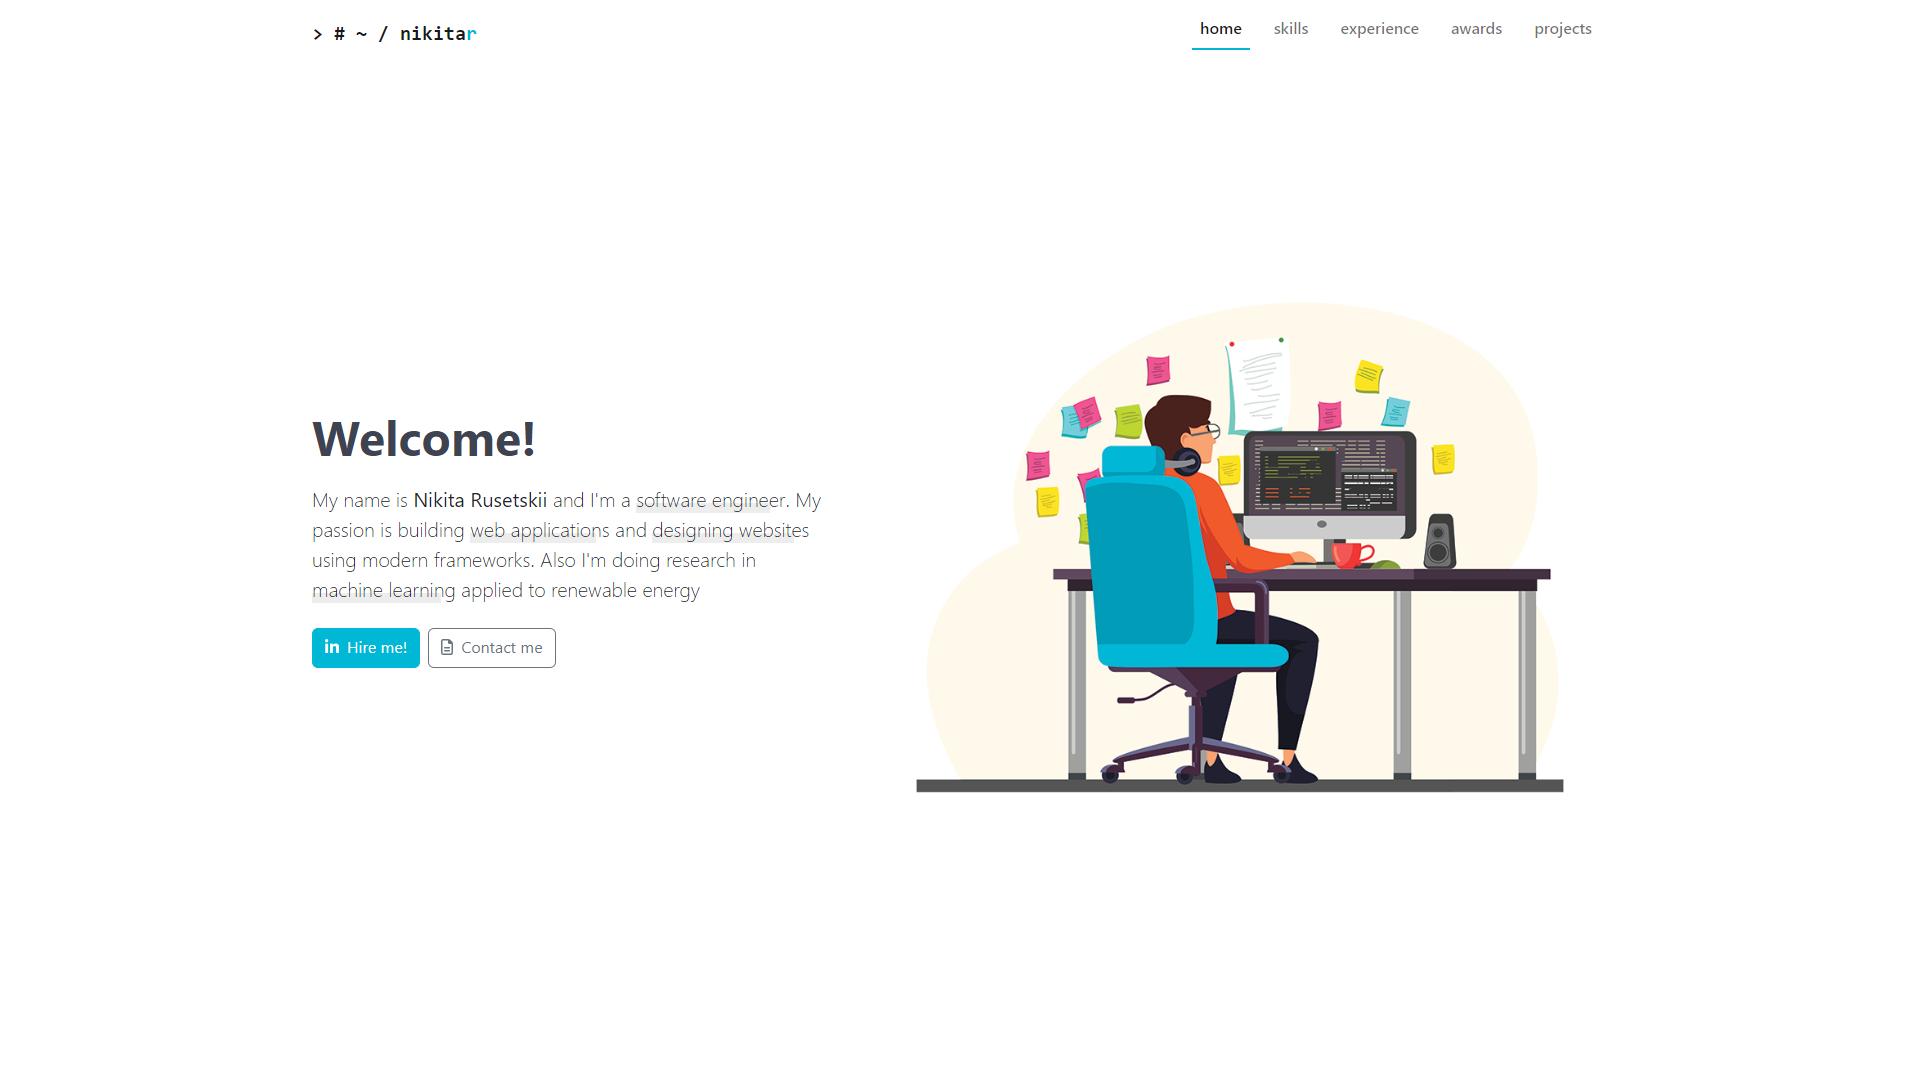 > # ~ / nikitar
home skills experience awards projects
Welcome!
My name is Nikita Rusetskii and I'm a software engineer. My
passion is building web applications and designing websites
using modern frameworks. Also I'm doing research in
machine learning applied to renewable energy
in Hire me! Contact me